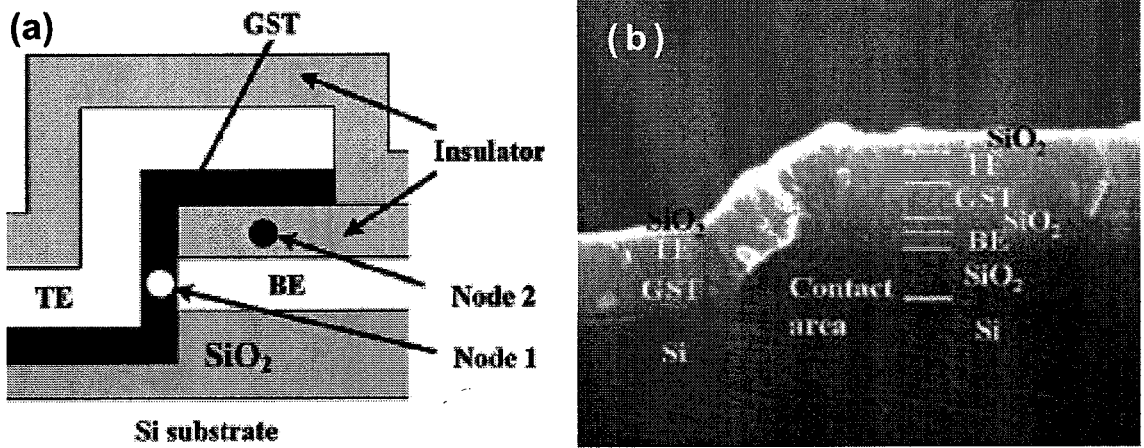 (a)
GST
Insulator
TE
BE
Node 2
SiO2
Node 1
Si substrate
(b)
SiO2
TE
GST
SiO2
BE
SiO2
Si
SiO2
TE
GST
Si
Contact
area